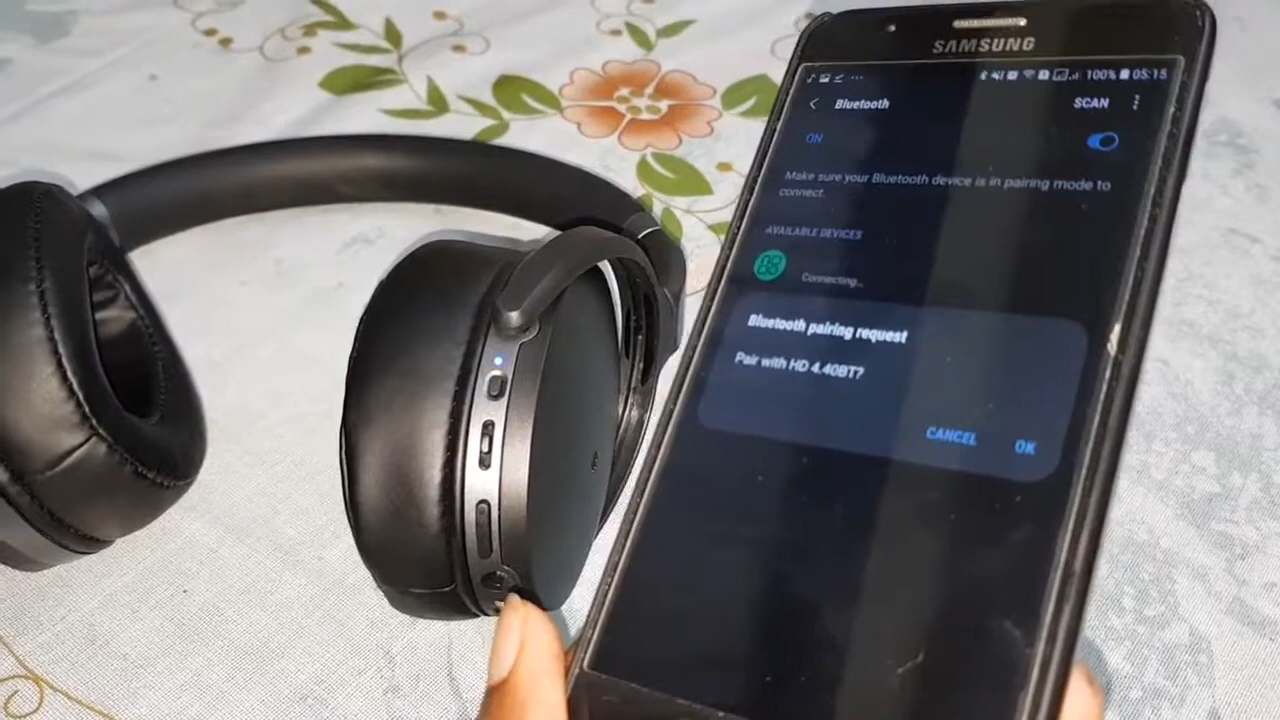 SAMSUNG
100% 05:15
Bluetooth SCAN
ON
Make sure your Bluetooth device is in pairing mode to
connect.
AVAILABLE DEVICES
Connecting...
Bluetooth pairing request
Pair with HD 4.40BT?
CANCEL OK